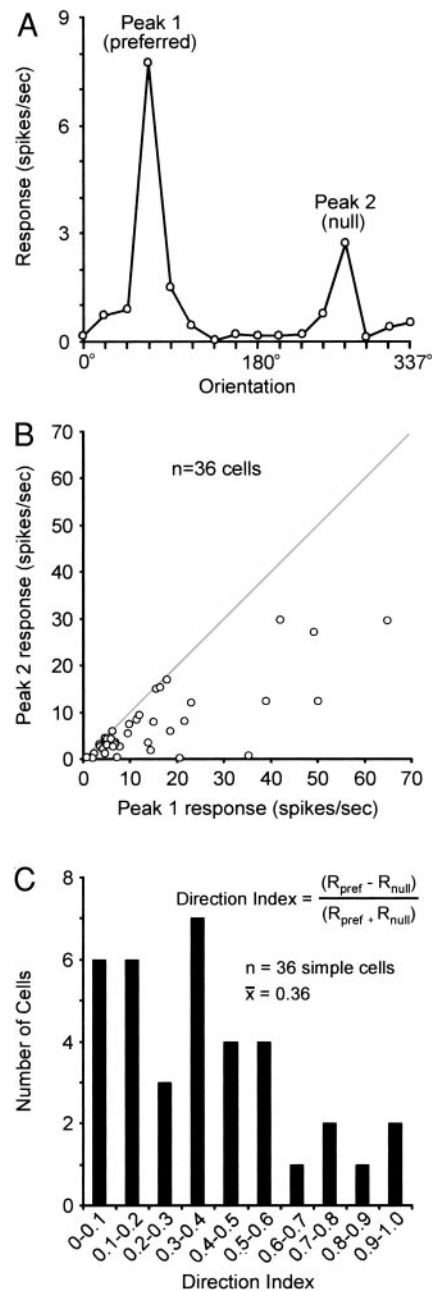 A
Peak 1
(preferred)
Peak 2
(null)
Response (spikes/sec)
9
6
3
0
0° 180° 337°
Orientation
B
n=36 cells
Peak 2 response (spikes/sec)
70
60
50
40
30
20
10
0
0 10 20 30 40 50 60 70
Peak 1 response (spikes/sec)
C
Direction Index = (R_pref - R_null)
(R_pref + R_null)
n = 36 simple cells
x̄ = 0.36
Number of Cells
8
6
4
2
0
0-0.1 0.1-0.2 0.2-0.3 0.3-0.4 0.4-0.5 0.5-0.6 0.6-0.7 0.7-0.8 0.8-0.9 0.9-1.0
Direction Index